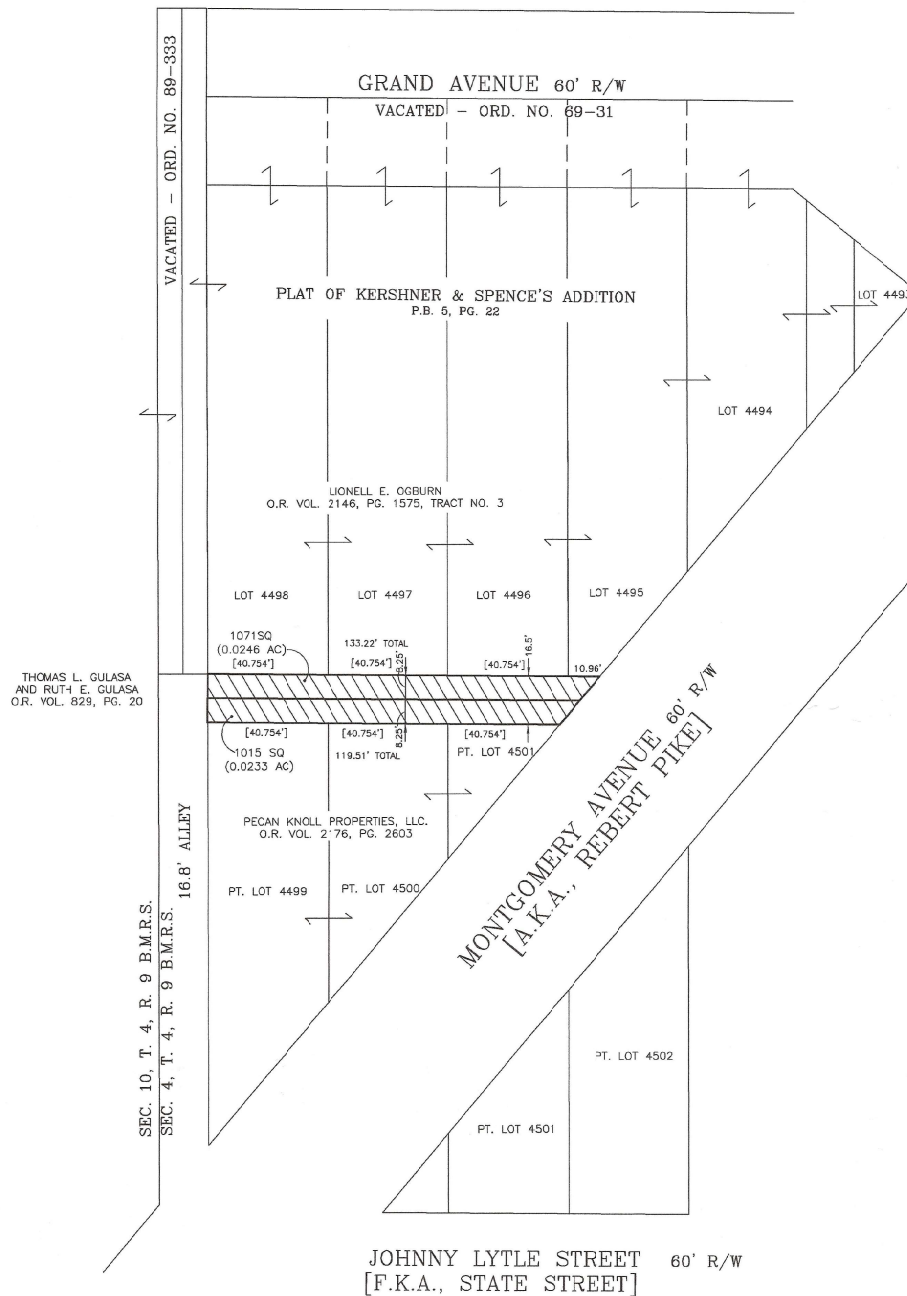 VACATED - ORD. NO. 89-333
GRAND AVENUE 60' R/W
VACATED - ORD. NO. 69-31
PLAT OF KERSHNER & SPENCE'S ADDITION
P.B. 5, PG. 22
LOT 4493
LOT 4494
LIONELL E. OGBURN
O.R. VOL. 2146, PG. 1575, TRACT NO. 3
LOT 4498
LOT 4497
LOT 4496
LOT 4495
1071SQ
(0.0246 AC)
133.22' TOTAL
[40.754']
[40.754']
[40.754']
8.25'
16.5'
10.96'
THOMAS L. GULASA
AND RUTH E. GULASA
O.R. VOL. 829, PG. 20
[40.754']
[40.754']
[40.754']
8.25'
1015 SQ
(0.0233 AC)
119.51' TOTAL
PT. LOT 4501
PECAN KNOLL PROPERTIES, LLC.
O.R. VOL. 2176, PG. 2603
16.8' ALLEY
PT. LOT 4499
PT. LOT 4500
MONTGOMERY AVENUE 60' R/W
[A.K.A., REBERT PIKE]
SEC. 10, T. 4, R. 9 B.M.R.S.
SEC. 4, T. 4, R. 9 B.M.R.S.
PT. LOT 4502
PT. LOT 4501
JOHNNY LYTLE STREET 60' R/W
[F.K.A., STATE STREET]